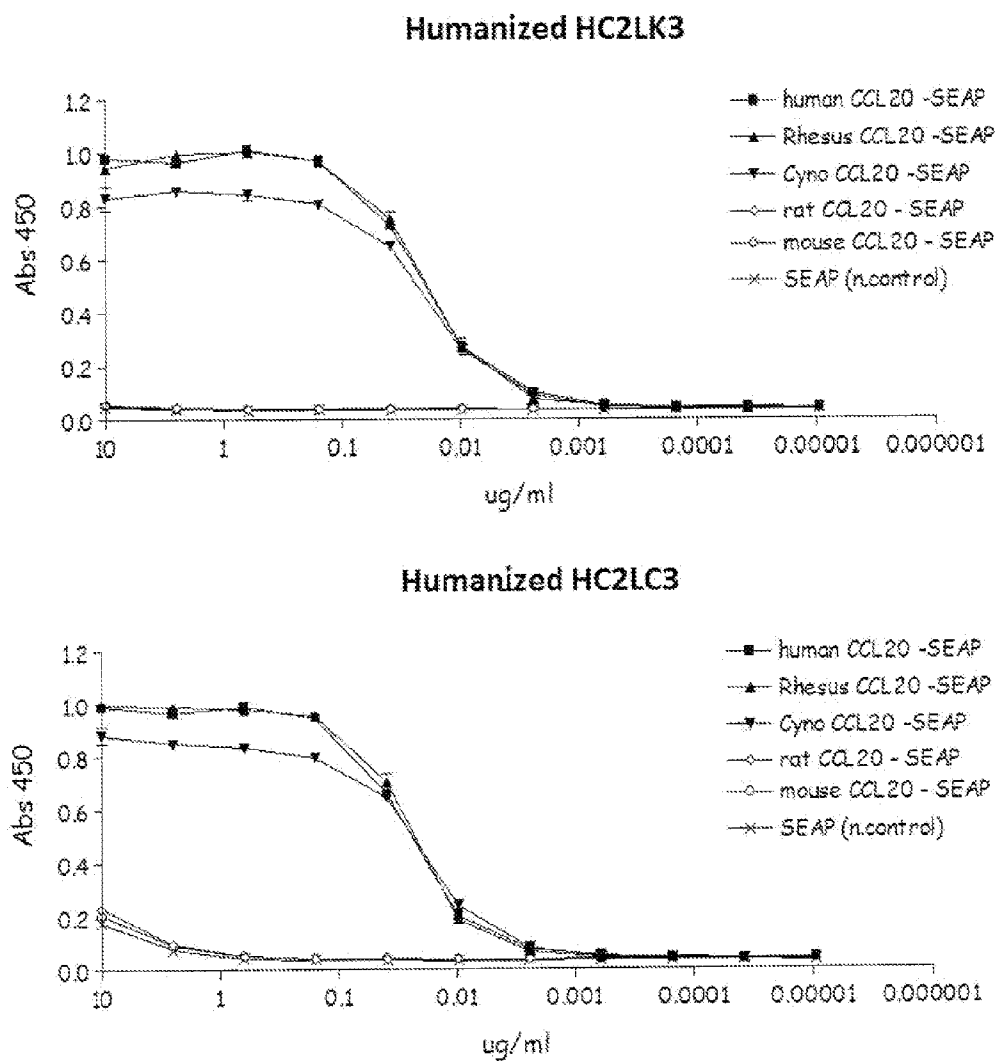 Humanized HC2LK3
human CCL20 -SEAP
Rhesus CCL20 -SEAP
Cyno CCL20 -SEAP
rat CCL20 - SEAP
mouse CCL20 - SEAP
SEAP (n.control)
Abs 450
1.2
1.0
0.8
0.6
0.4
0.2
0.0
10 1 0.1 0.01 0.001 0.0001 0.00001 0.000001
ug/ml
Humanized HC2LC3
human CCL20 -SEAP
Rhesus CCL20 -SEAP
Cyno CCL20 -SEAP
rat CCL20 - SEAP
mouse CCL20 - SEAP
SEAP (n.control)
Abs 450
1.2
1.0
0.8
0.6
0.4
0.2
0.0
10 1 0.1 0.01 0.001 0.0001 0.00001 0.000001
ug/ml